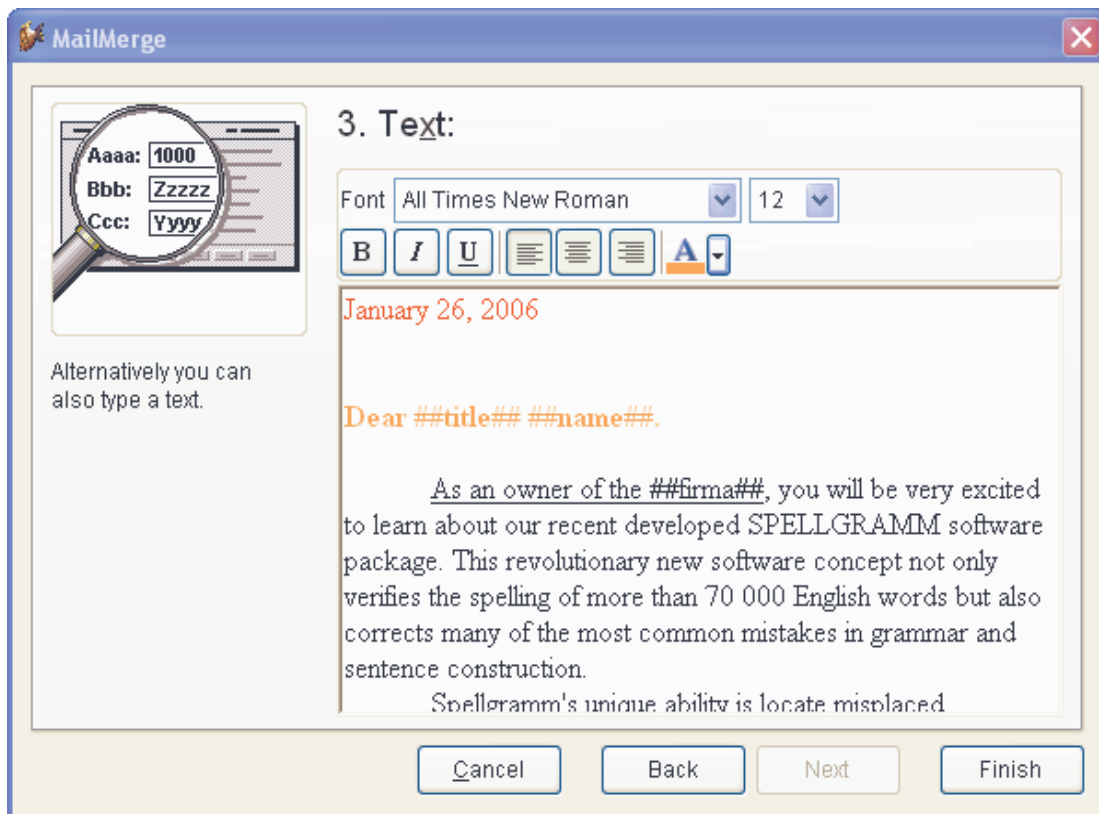 MailMerge
Aaaa: 1000
Bbb: Zzzzz
Ccc: Yyyy
Alternatively you can
also type a text.
3. Text:
Font All Times New Roman 12
B I U A
January 26, 2006
Dear ##title## ##name##.
As an owner of the ##firma##, you will be very excited
to learn about our recent developed SPELLGRAMM software
package. This revolutionary new software concept not only
verifies the spelling of more than 70 000 English words but also
corrects many of the most common mistakes in grammar and
sentence construction.
Spellgramm's unique ability is locate misplaced
Cancel Back Next Finish